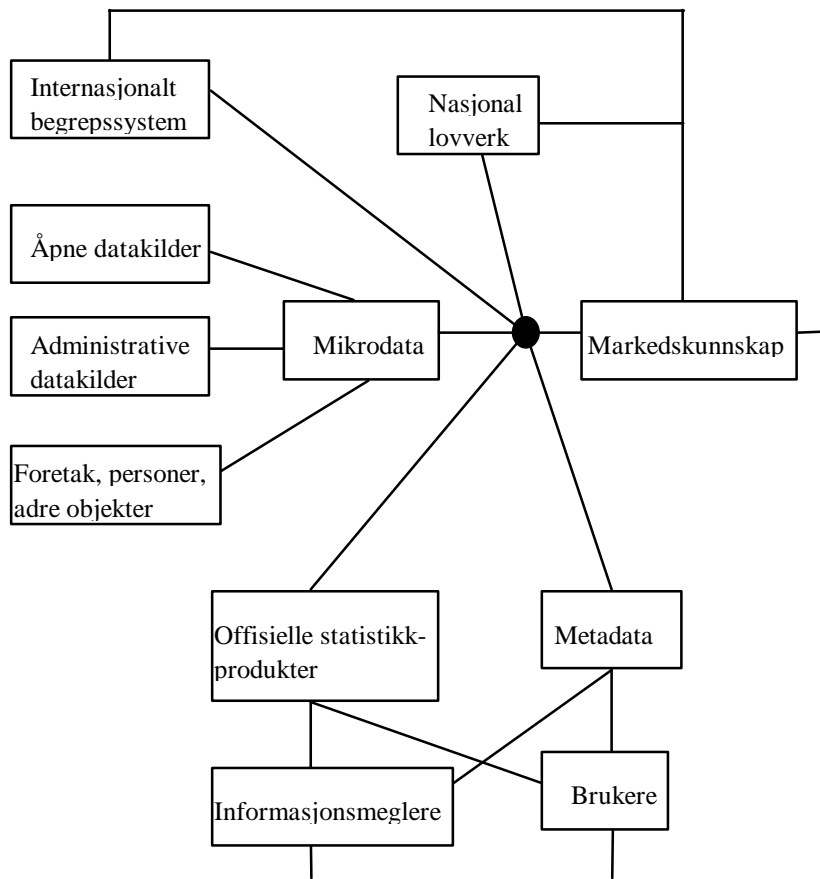 Internasjonalt
begrepssystem
Nasjonal
lovverk
Åpne datakilder
Administrative
datakilder
Mikrodata
Markedskunnskap
Foretak, personer,
adre objekter
Offisielle statistikk-
produkter
Metadata
Informasjonsmeglere
Brukere